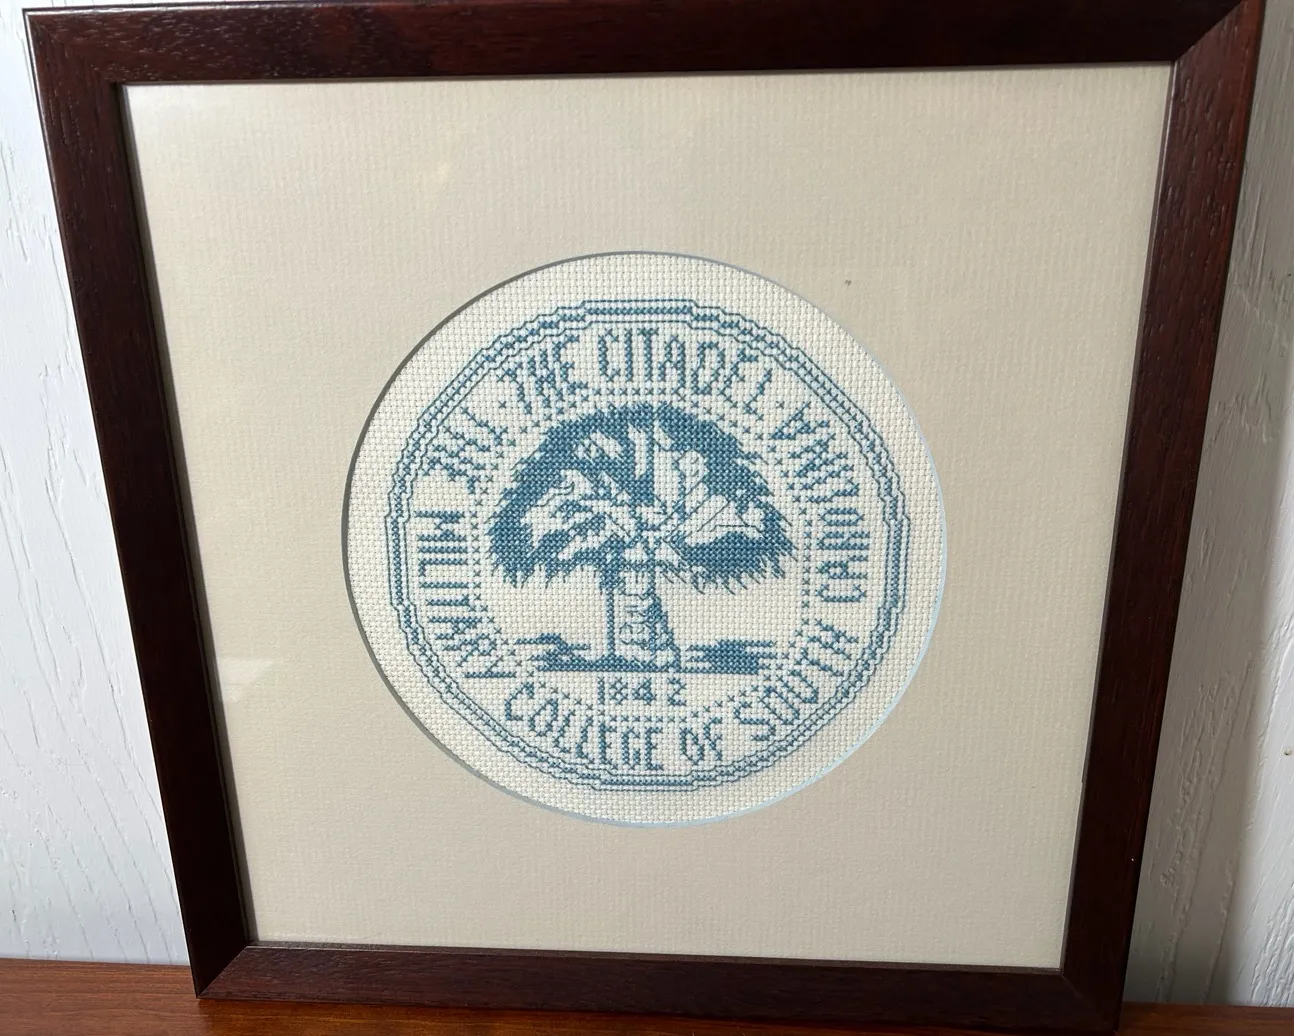 THE CITADEL
THE MILITARY COLLEGE OF SOUTH CAROLINA
1842